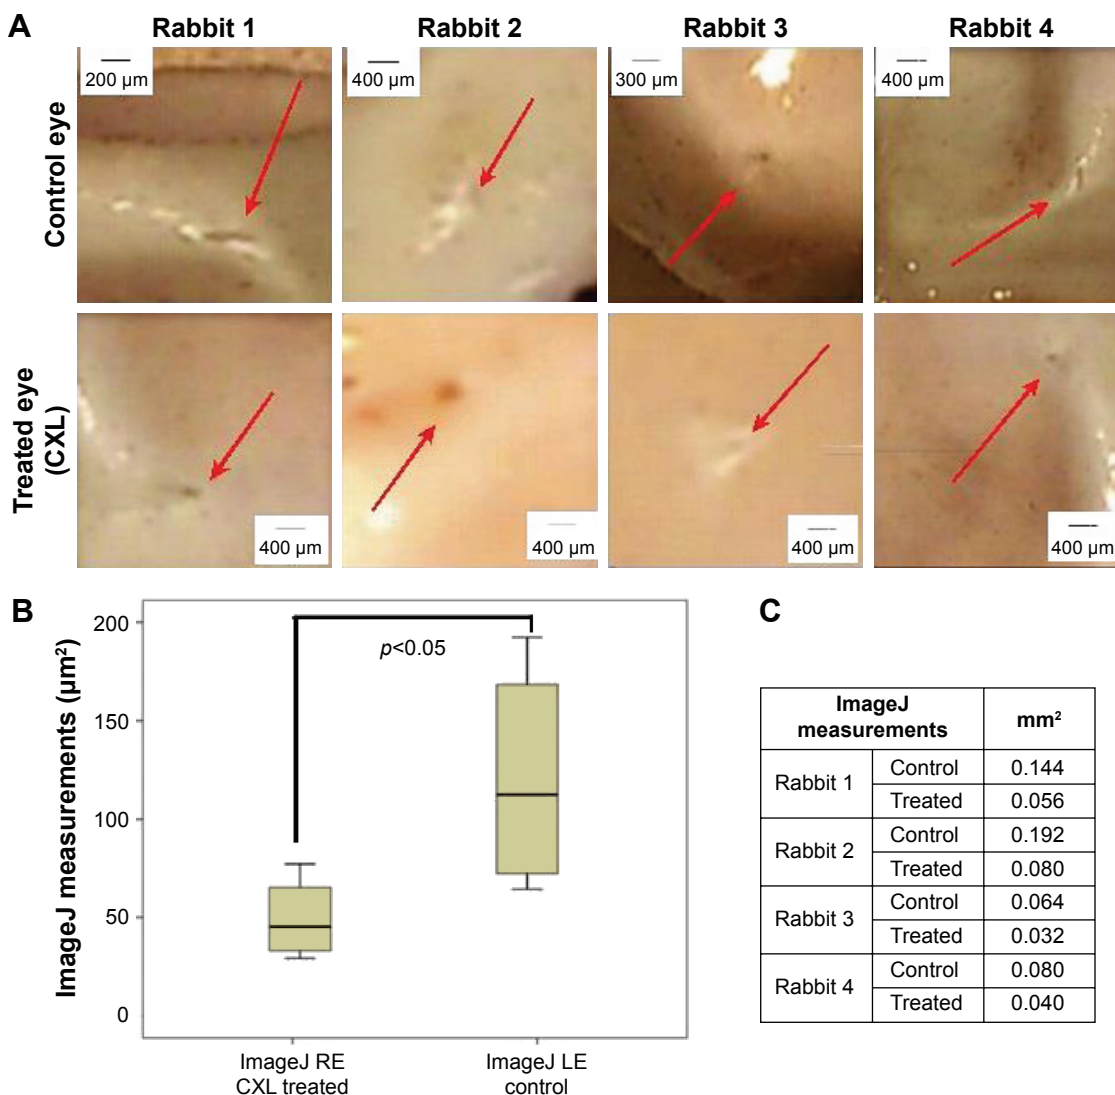 A
Rabbit 1
Rabbit 2
Rabbit 3
Rabbit 4
Control eye
200 µm
400 µm
300 µm
400 µm
Treated eye
(CXL)
400 µm
400 µm
400 µm
400 µm
B
ImageJ measurements (µm²)
200
150
100
50
0
p<0.05
ImageJ RE
CXL treated
ImageJ LE
control
C
ImageJ
measurements
mm²
Rabbit 1
Control
0.144
Treated
0.056
Rabbit 2
Control
0.192
Treated
0.080
Rabbit 3
Control
0.064
Treated
0.032
Rabbit 4
Control
0.080
Treated
0.040